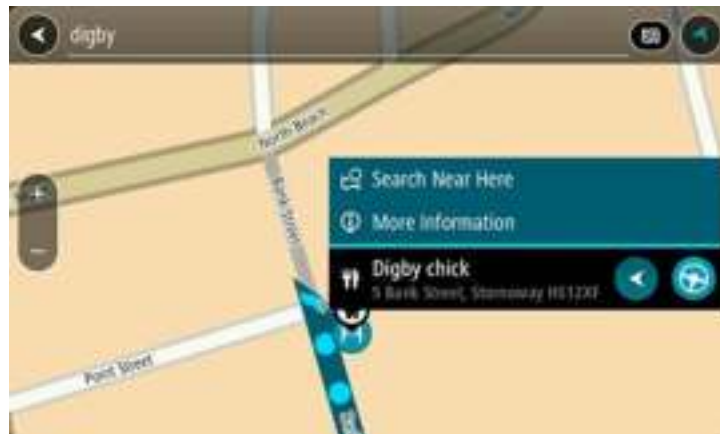 digby
North Beach
Search Near Here
Bank Street
More Information
Digby chick
5 Bank Street, Stornoway HS12XF
Point Street